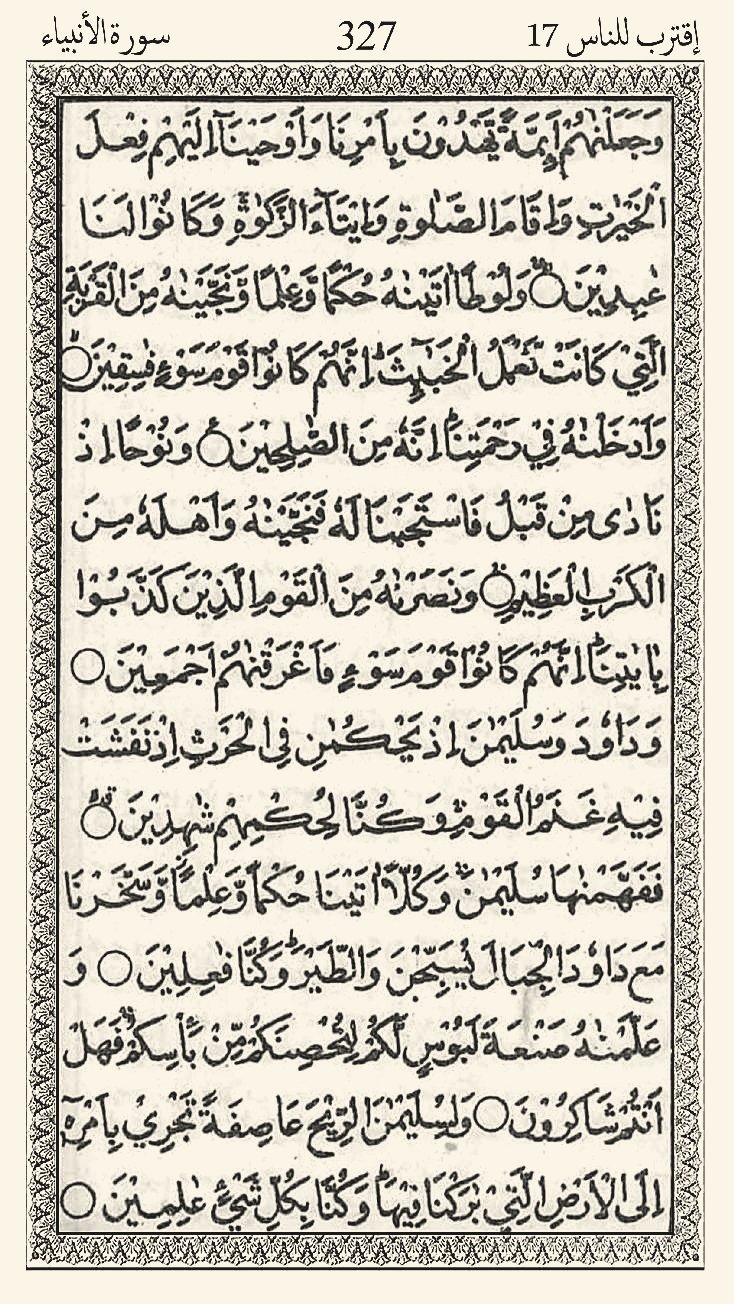 إقترب للناس 17 327 سورة الأنبياء
وَجَعَلْنٰهُمْ اَىِٕمَّةً يَّهْدُوْنَ بِاَمْرِنَا وَاَوْحَيْنَاۤ اِلَيْهِمْ فِعْلَ
الْخَيْرٰتِ وَاِقَامَ الصَّلٰوةِ وَاِيْتَآءَ الزَّكٰوةِۚ وَكَانُوْا لَنَا
عٰبِدِيْنَ ۙ○ وَلُوْطًا اٰتَيْنٰهُ حُكْمًا وَّعِلْمًا وَّنَجَّيْنٰهُ مِنَ الْقَرْيَةِ
الَّتِيْ كَانَتْ تَّعْمَلُ الْخَبٰٓىِٕثَؕ اِنَّهُمْ كَانُوْا قَوْمَ سَوْءٍ فٰسِقِيْنَ ۙ○
وَاَدْخَلْنٰهُ فِيْ رَحْمَتِنَاؕ اِنَّهٗ مِنَ الصّٰلِحِيْنَ ۧ○ وَنُوْحًا اِذْ
نَادٰى مِنْ قَبْلُ فَاسْتَجَبْنَا لَهٗ فَنَجَّيْنٰهُ وَاَهْلَهٗ مِنَ
الْكَرْبِ الْعَظِيْمِ ۚ○ وَنَصَرْنٰهُ مِنَ الْقَوْمِ الَّذِيْنَ كَذَّبُوْا
بِاٰيٰتِنَاؕ اِنَّهُمْ كَانُوْا قَوْمَ سَوْءٍ فَاَغْرَقْنٰهُمْ اَجْمَعِيْنَ ○
وَدَاوٗدَ وَسُلَيْمٰنَ اِذْ يَحْكُمٰنِ فِى الْحَرْثِ اِذْ نَفَشَتْ
فِيْهِ غَنَمُ الْقَوْمِۚ وَكُنَّا لِحُكْمِهِمْ شٰهِدِيْنَ ۙ○
فَفَهَّمْنٰهَا سُلَيْمٰنَۚ وَكُلًّا اٰتَيْنَا حُكْمًا وَّعِلْمًاؗ وَّسَخَّرْنَا
مَعَ دَاوٗدَ الْجِبَالَ يُسَبِّحْنَ وَالطَّيْرَؕ وَكُنَّا فٰعِلِيْنَ ○ وَ
عَلَّمْنٰهُ صَنْعَةَ لَبُوْسٍ لَّكُمْ لِتُحْصِنَكُمْ مِّنْۢ بَاْسِكُمْۚ فَهَلْ
اَنْتُمْ شَاكِرُوْنَ ○ وَلِسُلَيْمٰنَ الرِّيْحَ عَاصِفَةً تَجْرِيْ بِاَمْرِهٖۤ
اِلَى الْاَرْضِ الَّتِيْ بٰرَكْنَا فِيْهَاؕ وَكُنَّا بِكُلِّ شَيْءٍ عٰلِمِيْنَ ○